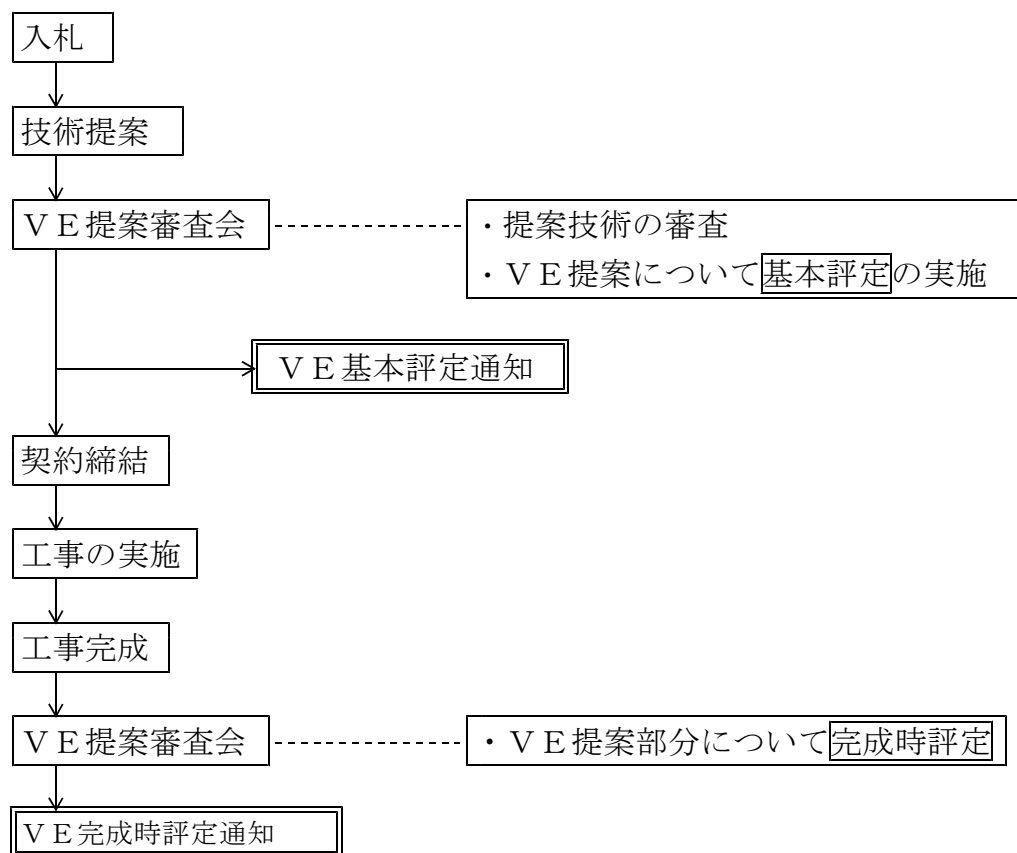 入札
技術提案
ＶＥ提案審査会
・提案技術の審査
・ＶＥ提案について基本評定の実施
ＶＥ基本評定通知
契約締結
工事の実施
工事完成
ＶＥ提案審査会
・ＶＥ提案部分について完成時評定
ＶＥ完成時評定通知